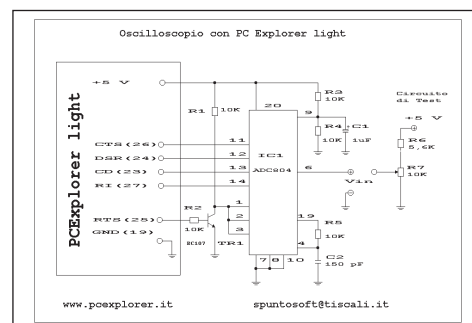 Oscilloscopio con PC Explorer light
PCExplorer light
+5 V
CTS(26)
DSR(24)
CD(23)
RI(27)
RTS(25)
GND(19)
R1
10K
R2
10K
BC107
TR1
20
11
12
13
14
1
2
3
IC1
ADC804
9
6
19
4
7
8
10
R3
10K
R4
10K
C1
1uF
Vin
R5
10K
C2
150 pF
Circuito
di Test
+5 V
R6
5,6K
R7
10K
www.pcexplorer.it
spuntosoft@tiscali.it